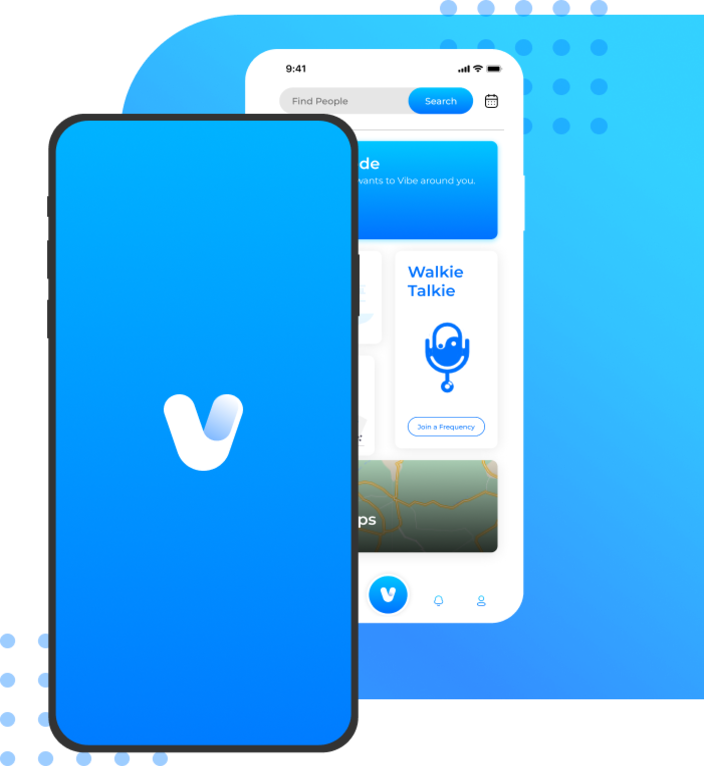 9:41
Find People
Search
de
wants to Vibe around you.
Walkie
Talkie
Join a Frequency
ps